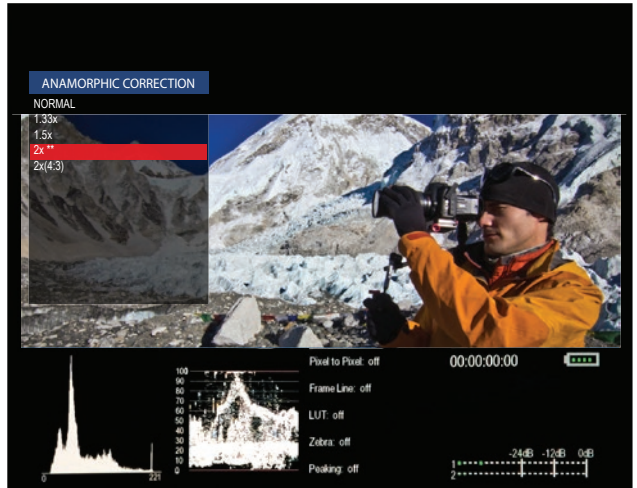 ANAMORPHIC CORRECTION
NORMAL
1.33x
1.5x
2x **
2x(4:3)
Pixel to Pixel: off
00:00:00:00
Frame Line: off
LUT: off
Zebra: off
Peaking: off
100
90
80
70
60
50
40
30
20
10
0
0
221
-24dB
-12dB
0dB
1
2